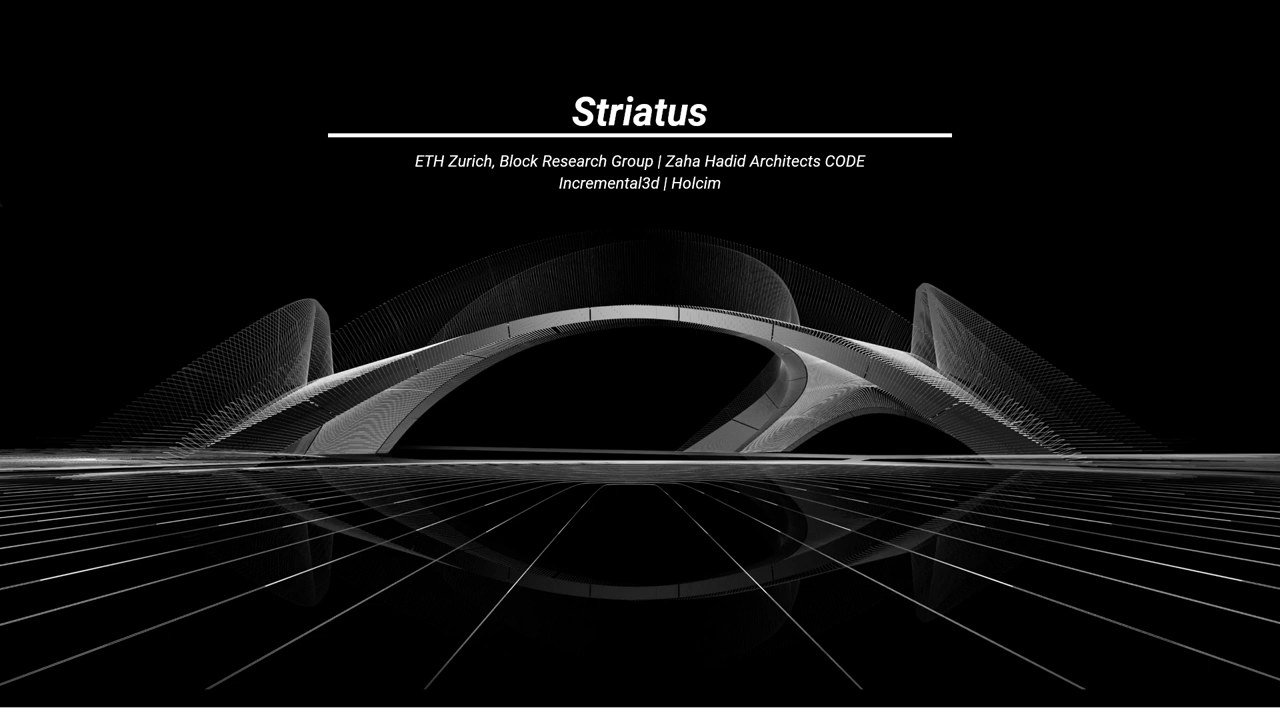 Striatus
ETH Zurich, Block Research Group | Zaha Hadid Architects CODE
Incremental3d | Holcim